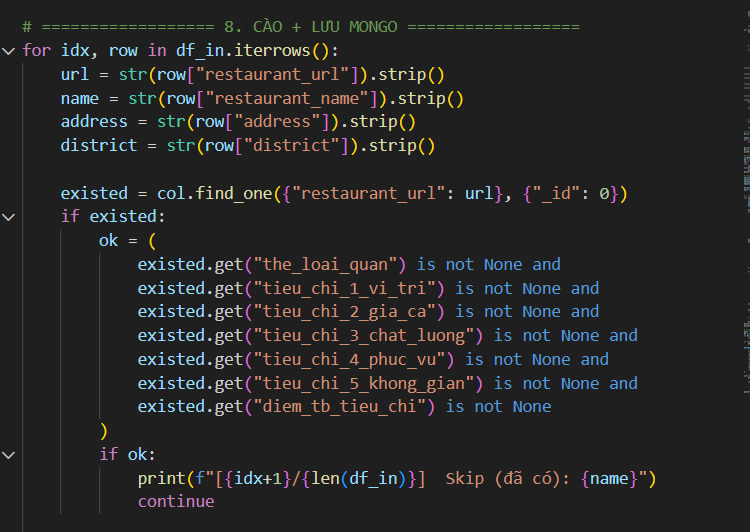 # ================== 8. CÀO + LƯU MONGO ==================
for idx, row in df_in.iterrows():
    url = str(row["restaurant_url"]).strip()
    name = str(row["restaurant_name"]).strip()
    address = str(row["address"]).strip()
    district = str(row["district"]).strip()

    existed = col.find_one({"restaurant_url": url}, {"_id": 0})
    if existed:
        ok = (
            existed.get("the_loai_quan") is not None and
            existed.get("tieu_chi_1_vi_tri") is not None and
            existed.get("tieu_chi_2_gia_ca") is not None and
            existed.get("tieu_chi_3_chat_luong") is not None and
            existed.get("tieu_chi_4_phuc_vu") is not None and
            existed.get("tieu_chi_5_khong_gian") is not None and
            existed.get("diem_tb_tieu_chi") is not None
        )
        if ok:
            print(f"[{idx+1}/{len(df_in)}]  Skip (đã có): {name}")
            continue